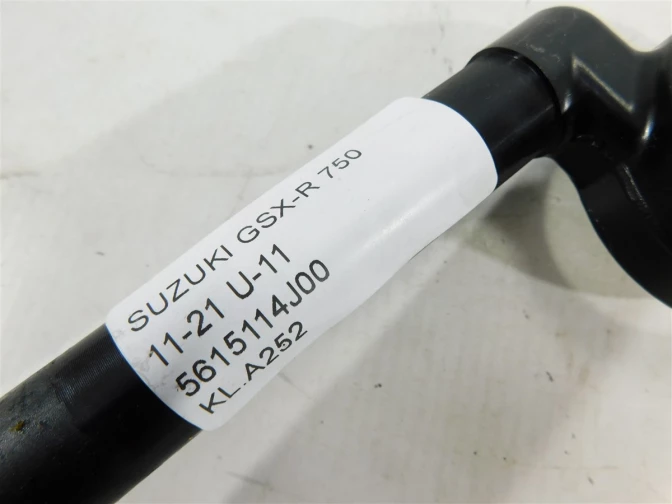 SUZUKI GSX-R 750
11-21 U-11
5615114J00
KL.A252